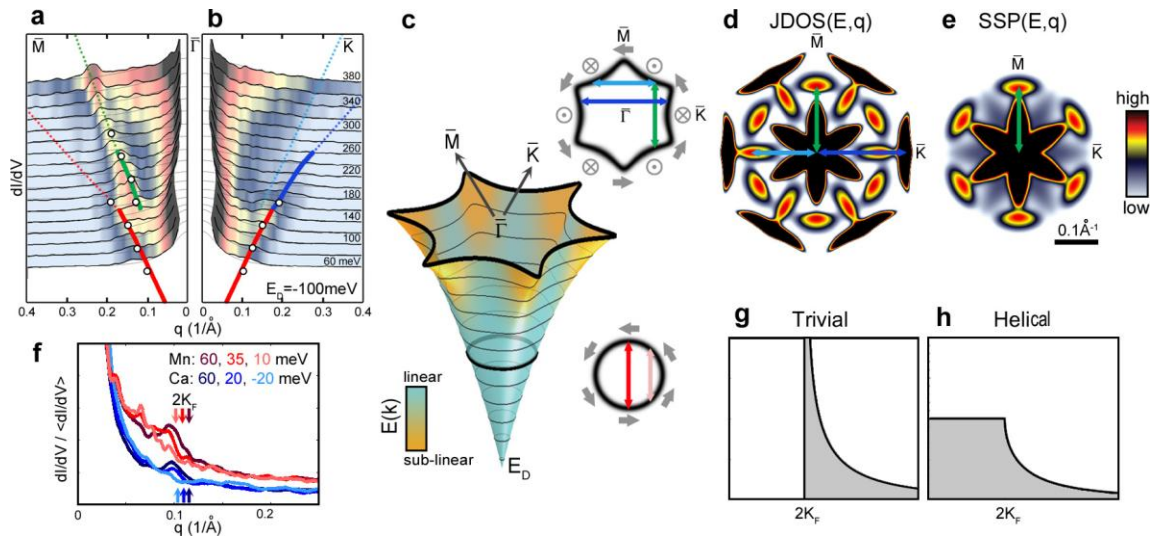 a
b
M̄
Γ̄
K̄
380
340
300
260
220
180
140
100
60 meV
E_D=-100meV
dI/dV
0.4 0.3 0.2 0.1 0 0.1 0.2 0.3 0.4
q (1/Å)
q (1/Å)
c
M̄
Γ̄
K̄
M̄
K̄
Γ̄
linear
E(k)
sub-linear
E_D
d
JDOS(E,q)
M̄
K̄
e
SSP(E,q)
M̄
K̄
high
low
0.1Å⁻¹
f
Mn: 60, 35, 10 meV
Ca: 60, 20, -20 meV
2K_F
dI/dV / <dI/dV>
0 0.1 0.2
q (1/Å)
g
Trivial
2K_F
h
Helical
2K_F